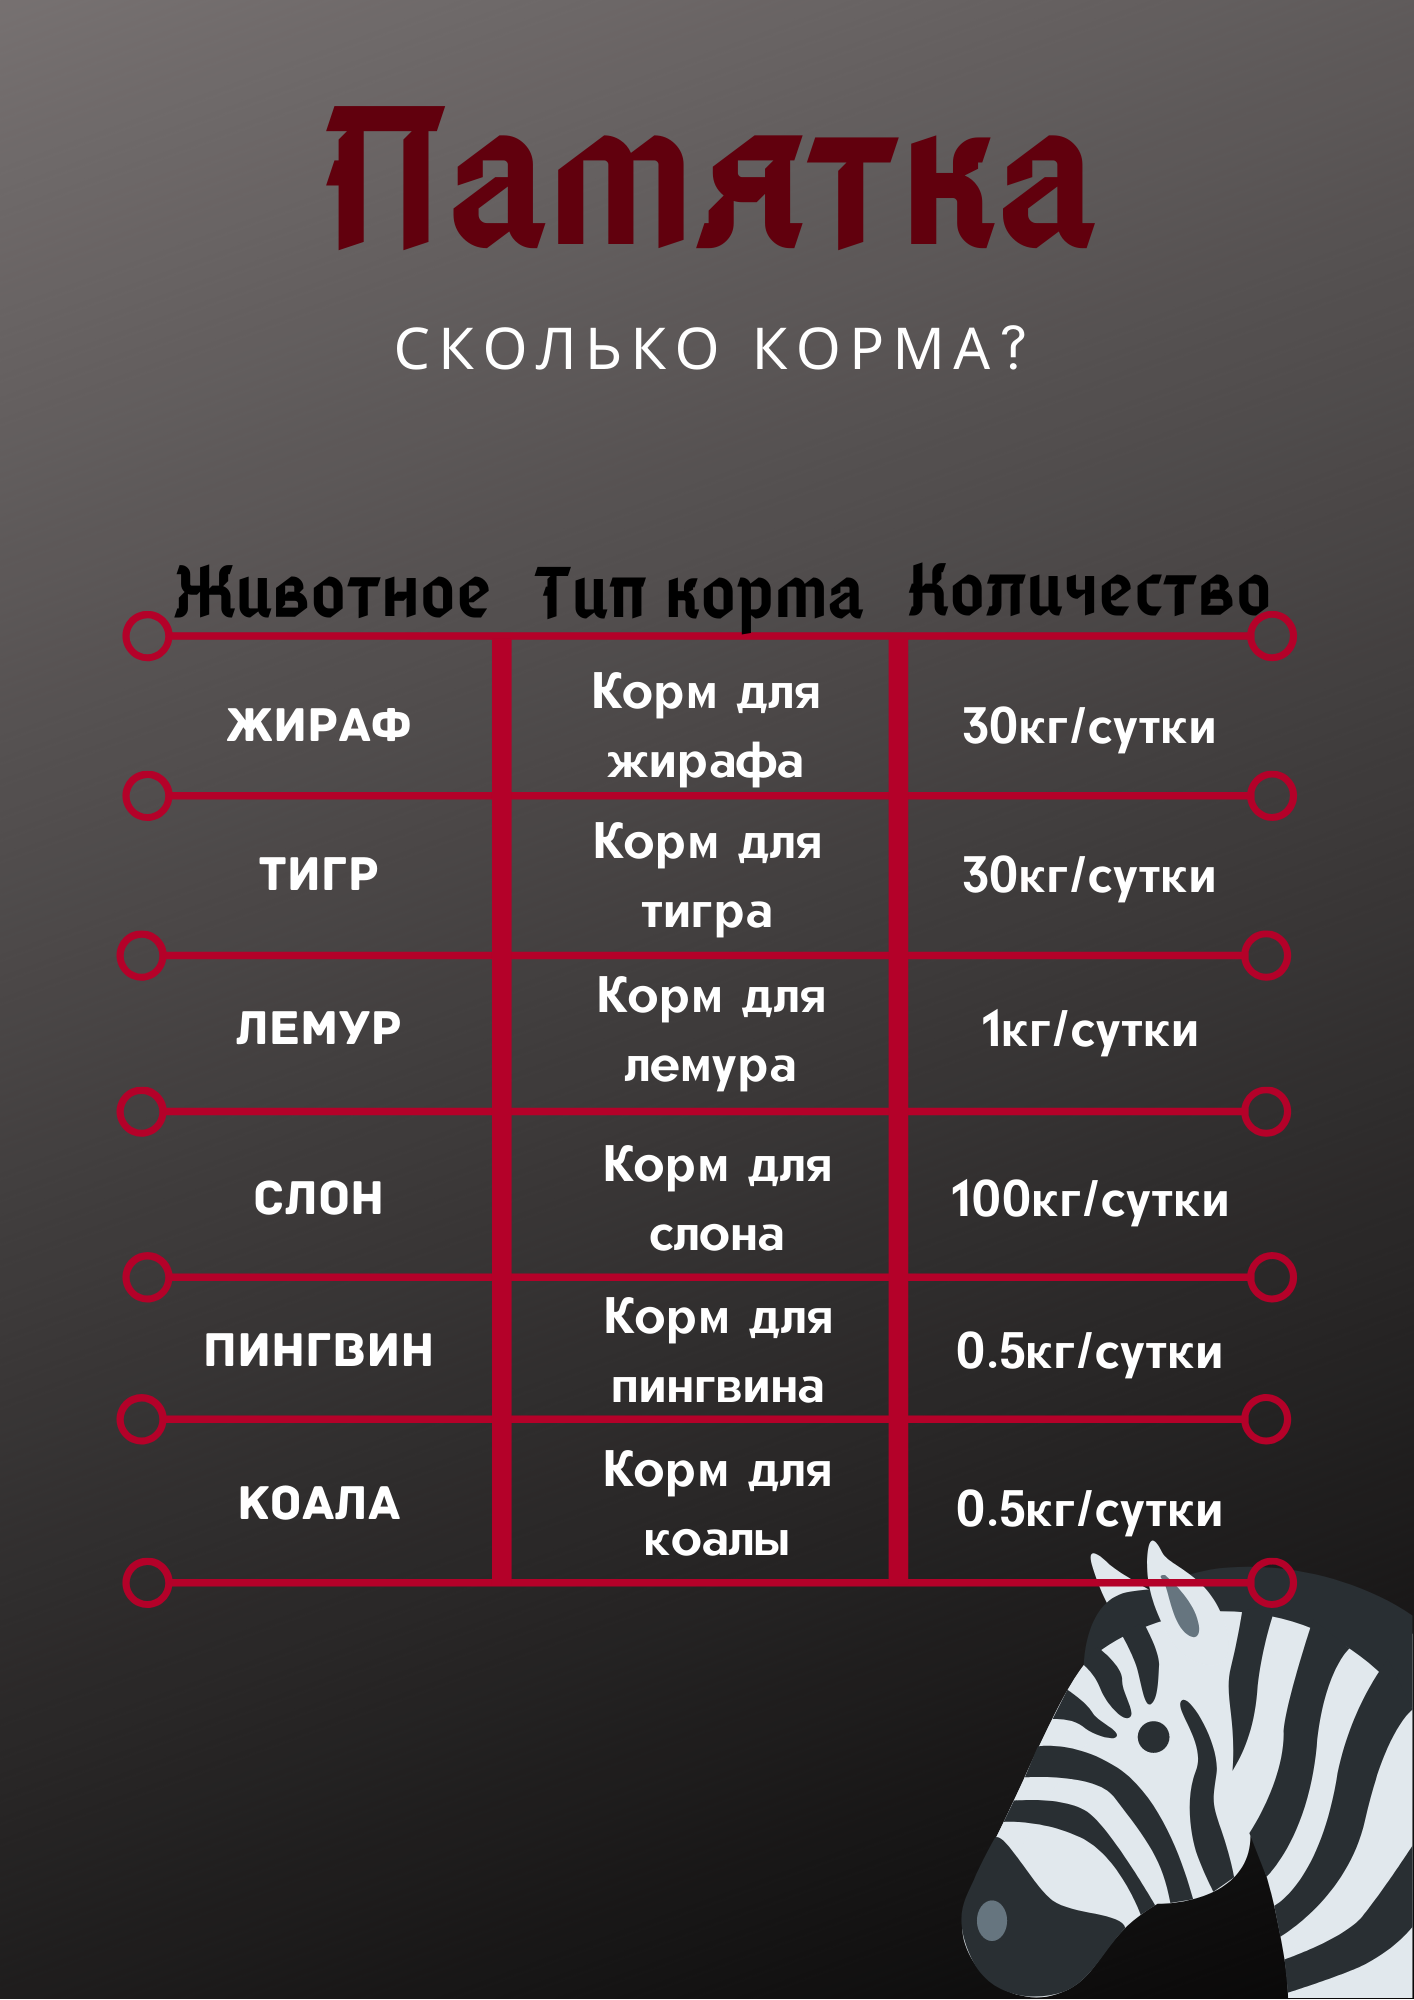 Памятка
СКОЛЬКО КОРМА?
Животное Тип корма Количество
ЖИРАФ
Корм для
жирафа
30кг/сутки
ТИГР
Корм для
тигра
30кг/сутки
ЛЕМУР
Корм для
лемура
1кг/сутки
СЛОН
Корм для
слона
100кг/сутки
ПИНГВИН
Корм для
пингвина
0.5кг/сутки
КОАЛА
Корм для
коалы
0.5кг/сутки